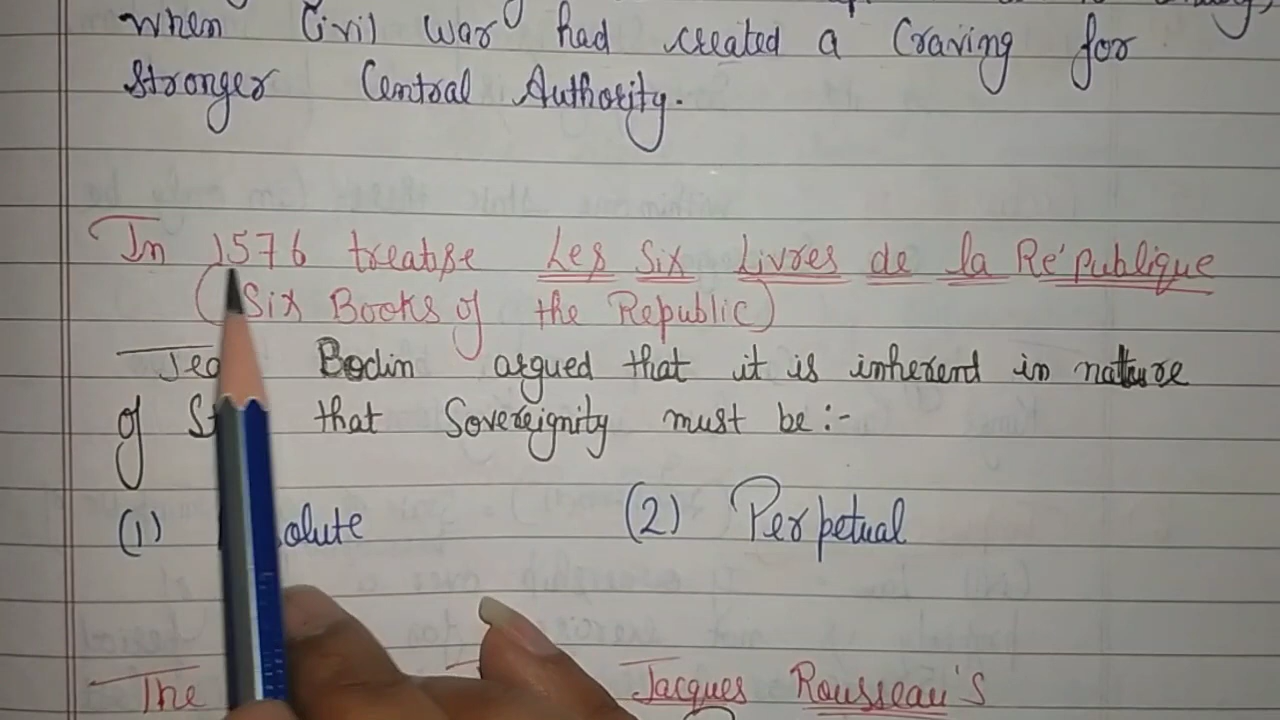 When Civil War had created a Craving for
Stronger Central Authority.
In 1576 treatise Les Six Livres de la Ré'publique
(Six Books of the Republic)
Bodin argued that it is inherent in nature
of that Sovereignity must be:-
(1) (2) Perpetual
The Jacques Rousseau's